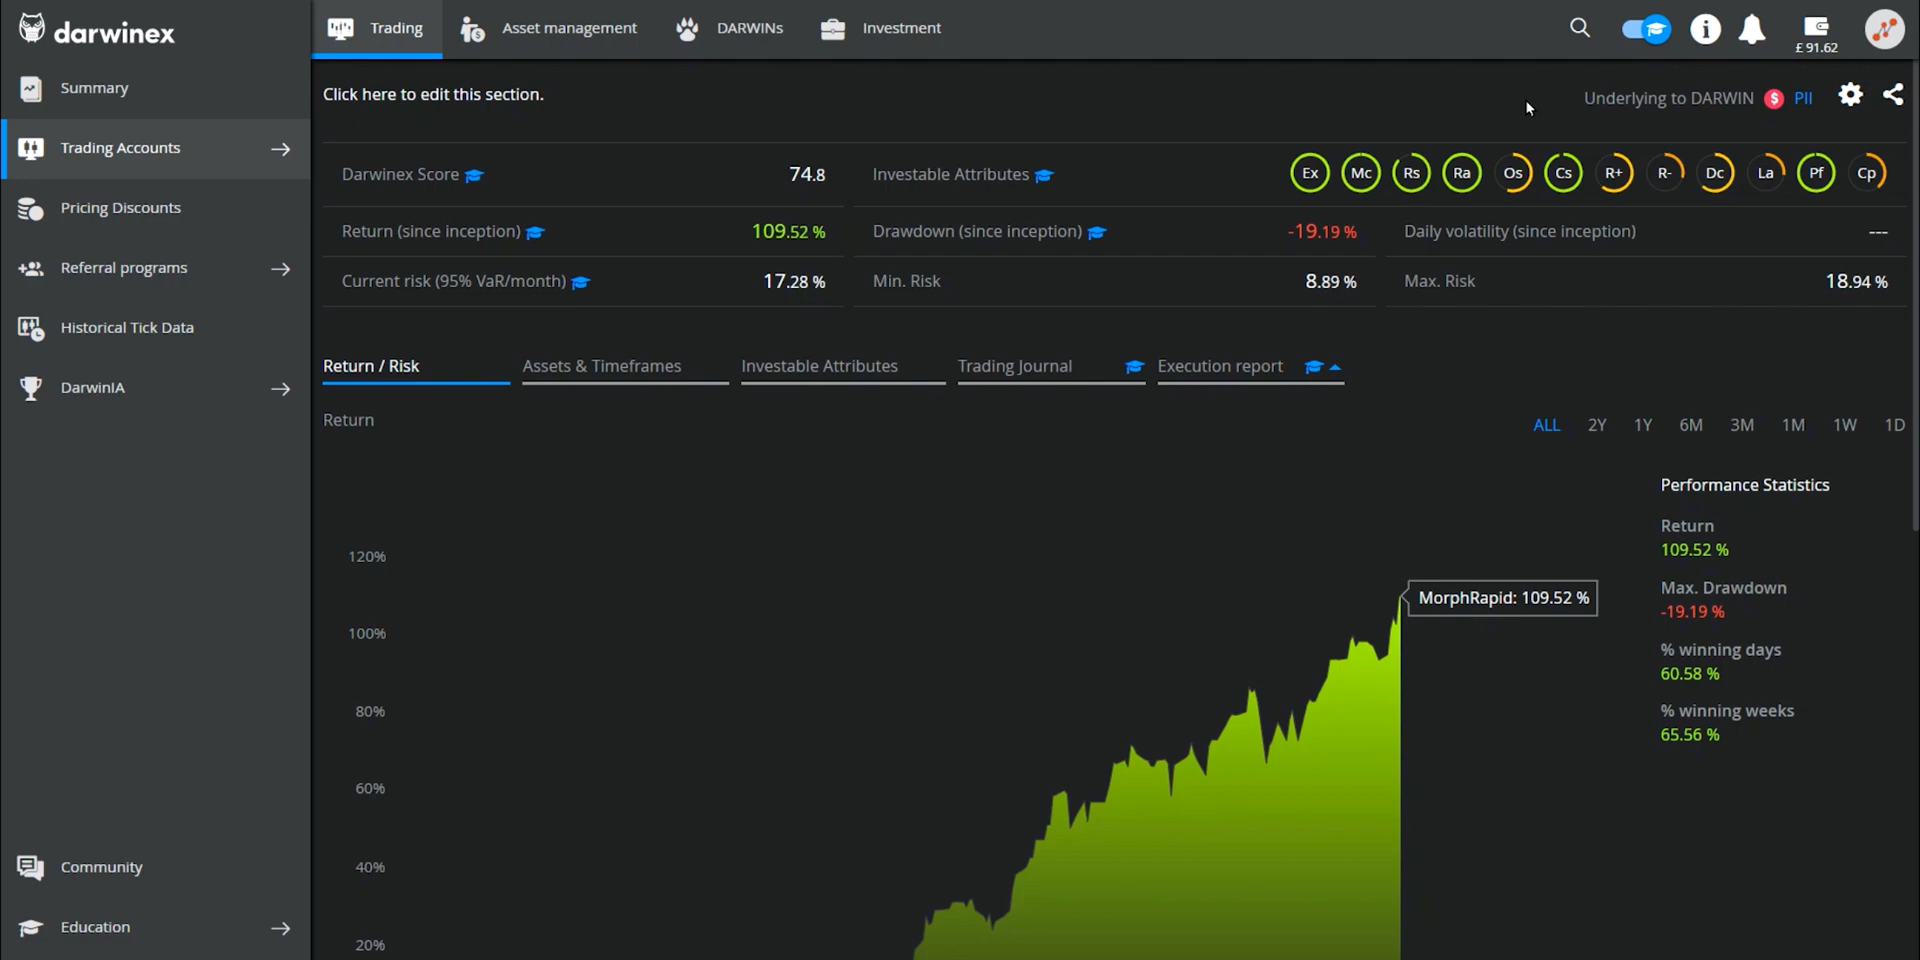 darwinex
Trading
Asset management
DARWINs
Investment
£ 91.62
Summary
Trading Accounts
Pricing Discounts
Referral programs
Historical Tick Data
DarwinIA
Community
Education
Click here to edit this section.
Underlying to DARWIN $ PII
Darwinex Score 74.8
Investable Attributes Ex Mc Rs Ra Os Cs R+ R- Dc La Pf Cp
Return (since inception) 109.52 %
Drawdown (since inception) -19.19 %
Daily volatility (since inception) ---
Current risk (95% VaR/month) 17.28 %
Min. Risk 8.89 %
Max. Risk 18.94 %
Return / Risk
Assets & Timeframes
Investable Attributes
Trading Journal
Execution report
Return
ALL 2Y 1Y 6M 3M 1M 1W 1D
120%
100%
80%
60%
40%
20%
MorphRapid: 109.52 %
Performance Statistics
Return
109.52 %
Max. Drawdown
-19.19 %
% winning days
60.58 %
% winning weeks
65.56 %